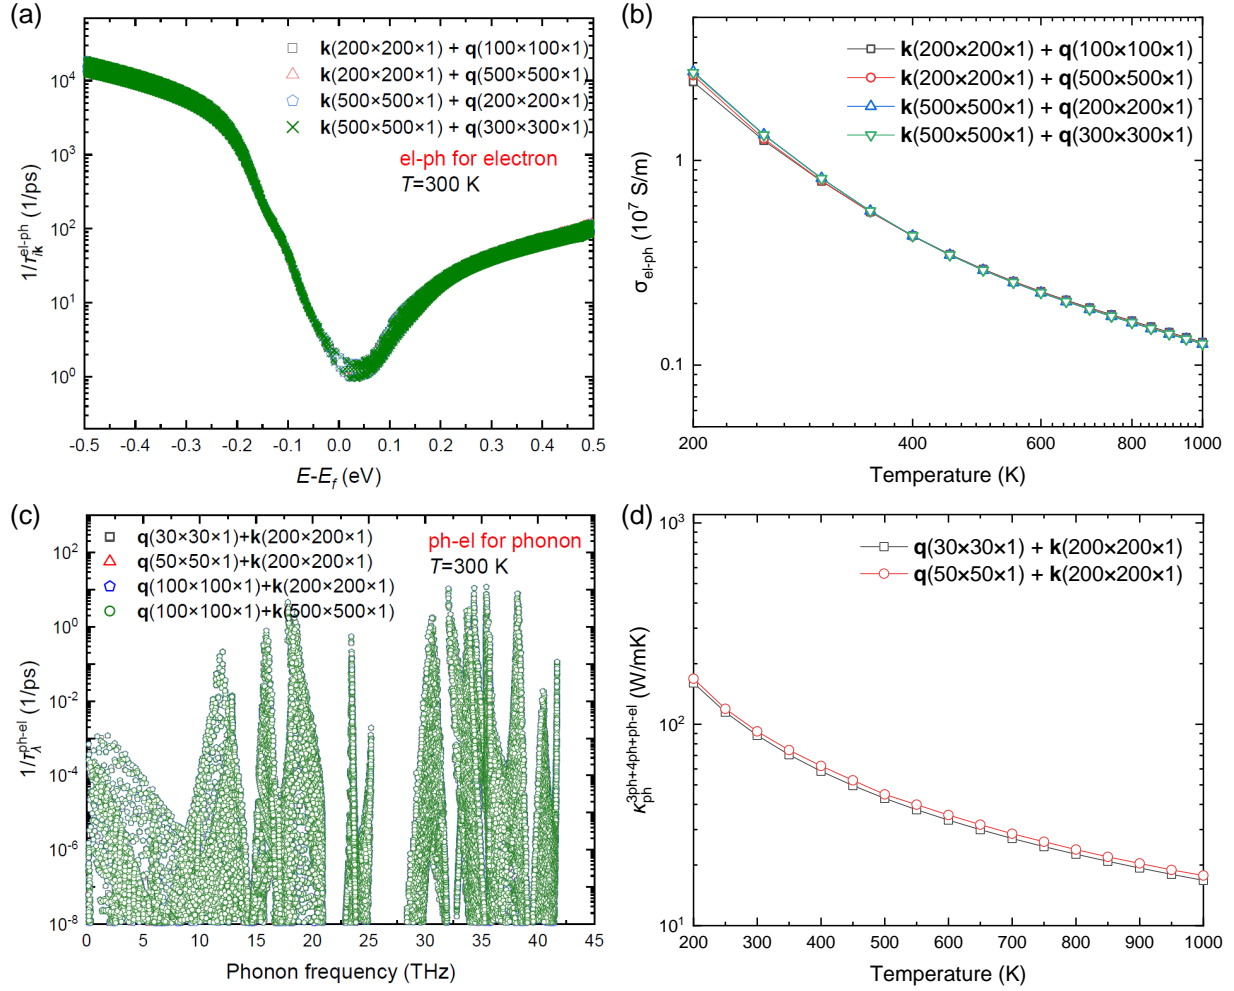 (a)
k(200×200×1) + q(100×100×1)
k(200×200×1) + q(500×500×1)
k(500×500×1) + q(200×200×1)
k(500×500×1) + q(300×300×1)
el-ph for electron
T=300 K
1/τ_{ik}^{el-ph} (1/ps)
10^4
10^3
10^2
10^1
10^0
-0.5 -0.4 -0.3 -0.2 -0.1 0.0 0.1 0.2 0.3 0.4 0.5
E-E_f (eV)
(b)
k(200×200×1) + q(100×100×1)
k(200×200×1) + q(500×500×1)
k(500×500×1) + q(200×200×1)
k(500×500×1) + q(300×300×1)
σ_{el-ph} (10^7 S/m)
1
0.1
200 400 600 800 1000
Temperature (K)
(c)
q(30×30×1)+k(200×200×1)
q(50×50×1)+k(200×200×1)
q(100×100×1)+k(200×200×1)
q(100×100×1)+k(500×500×1)
ph-el for phonon
T=300 K
1/τ_λ^{ph-el} (1/ps)
10^2
10^0
10^-2
10^-4
10^-6
10^-8
0 5 10 15 20 25 30 35 40 45
Phonon frequency (THz)
(d)
q(30×30×1) + k(200×200×1)
q(50×50×1) + k(200×200×1)
κ_{ph}^{3ph+4ph+ph-el} (W/mK)
10^3
10^2
10^1
200 300 400 500 600 700 800 900 1000
Temperature (K)